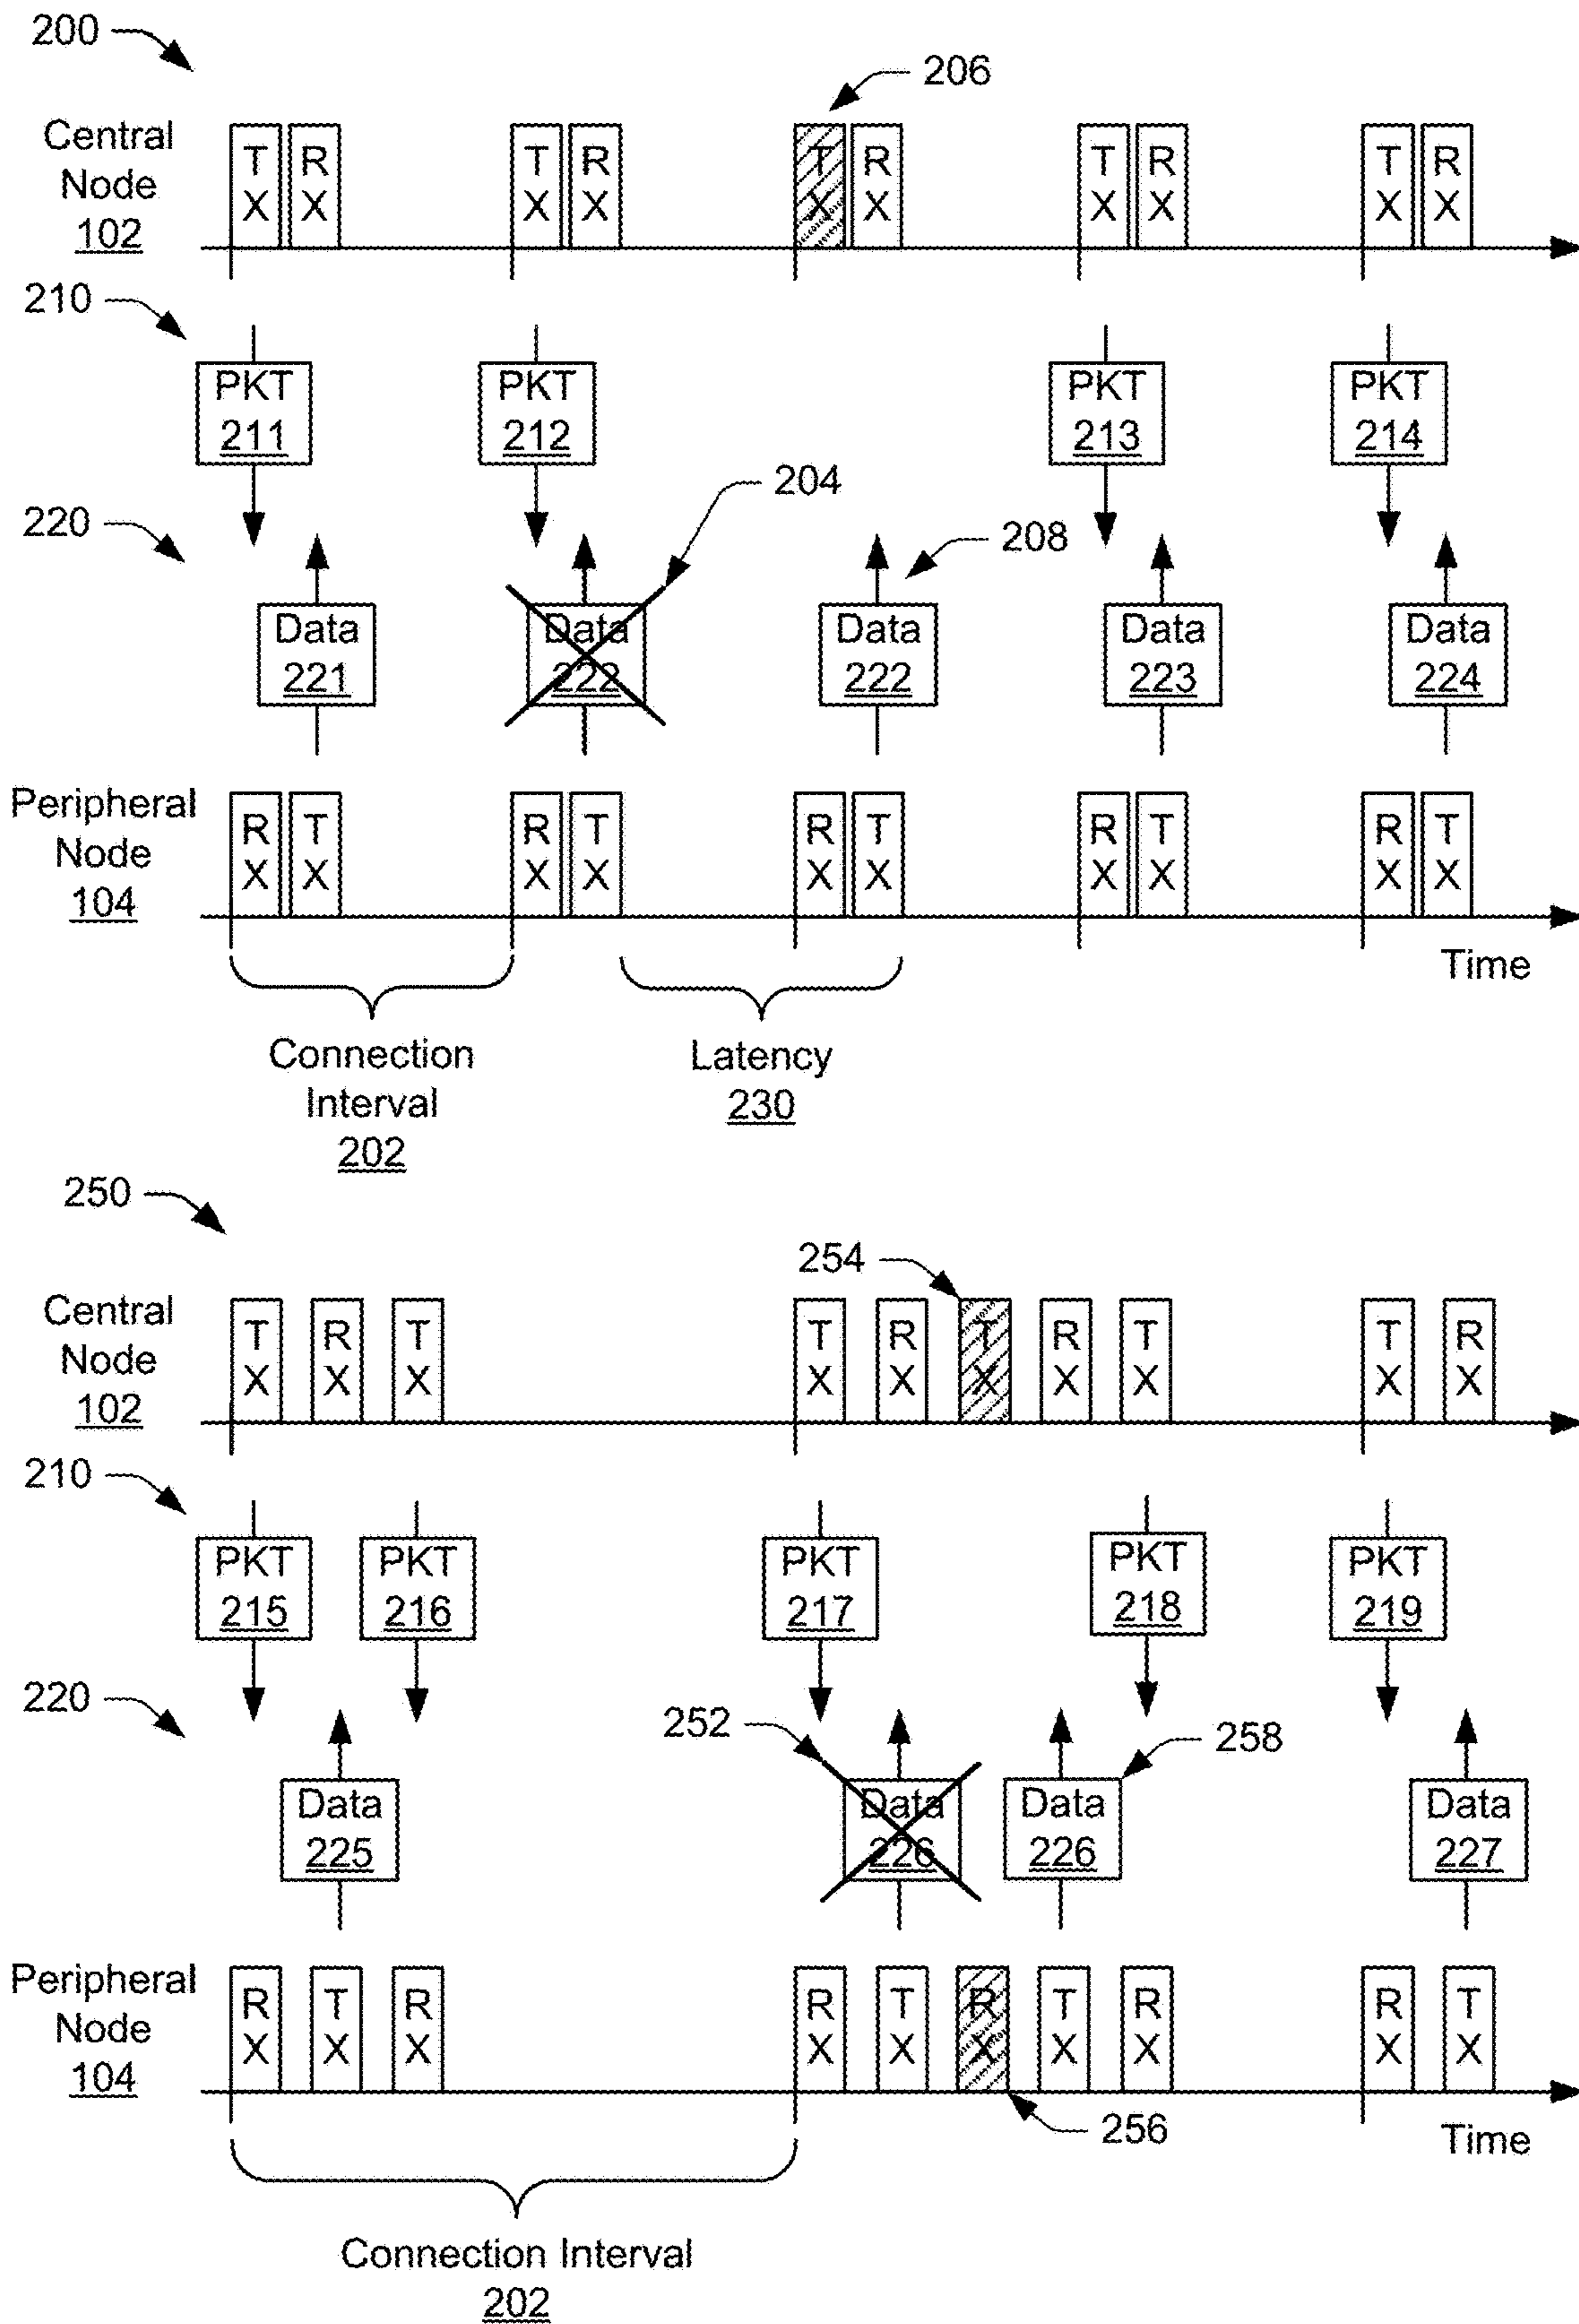 200
206
Central
Node
102
TX RX TX RX TX RX TX RX TX RX
210
PKT
211
PKT
212
PKT
213
PKT
214
204
220
208
Data
221
Data
222
Data
222
Data
223
Data
224
Peripheral
Node
104
RX TX RX TX RX TX RX TX RX TX
Time
Connection
Interval
202
Latency
230
250
254
Central
Node
102
TX RX TX TX RX TX RX TX TX RX
210
PKT
215
PKT
216
PKT
217
PKT
218
PKT
219
220
252
258
Data
225
Data
226
Data
226
Data
227
Peripheral
Node
104
RX TX RX RX TX RX TX RX RX TX
256
Time
Connection Interval
202